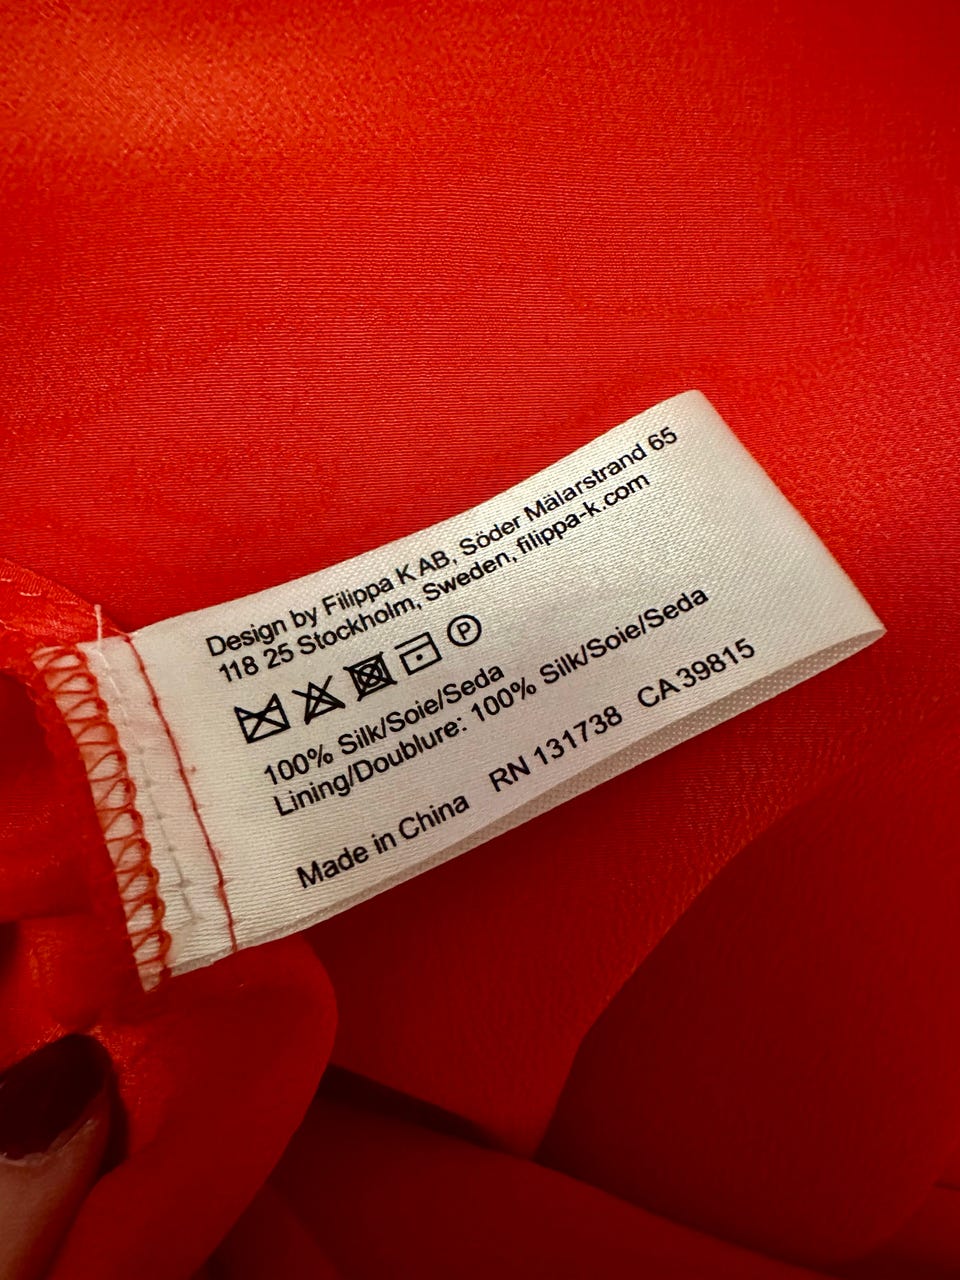 Design by Filippa K AB, Söder Mälarstrand 65
118 25 Stockholm, Sweden, filippa-k.com
P
100% Silk/Soie/Seda
Lining/Doublure: 100% Silk/Soie/Seda
Made in China RN 131738 CA 39815